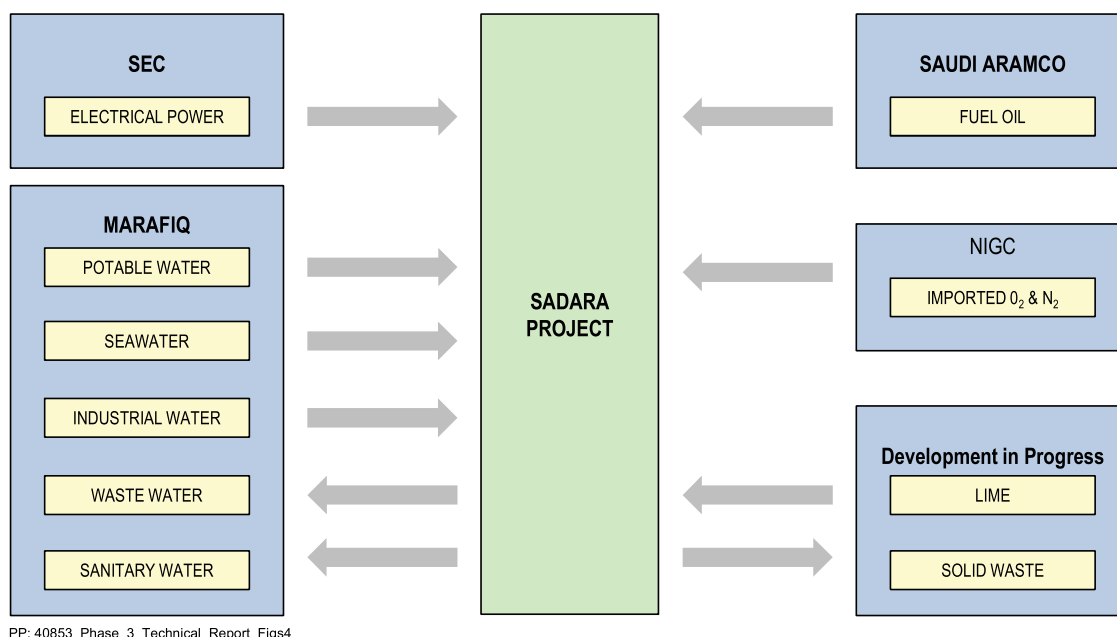 SEC
ELECTRICAL POWER
MARAFIQ
POTABLE WATER
SEAWATER
INDUSTRIAL WATER
WASTE WATER
SANITARY WATER
SADARA
PROJECT
SAUDI ARAMCO
FUEL OIL
NIGC
IMPORTED 0₂ & N₂
Development in Progress
LIME
SOLID WASTE
PP: 40853_Phase_3_Technical_Report_Figs4